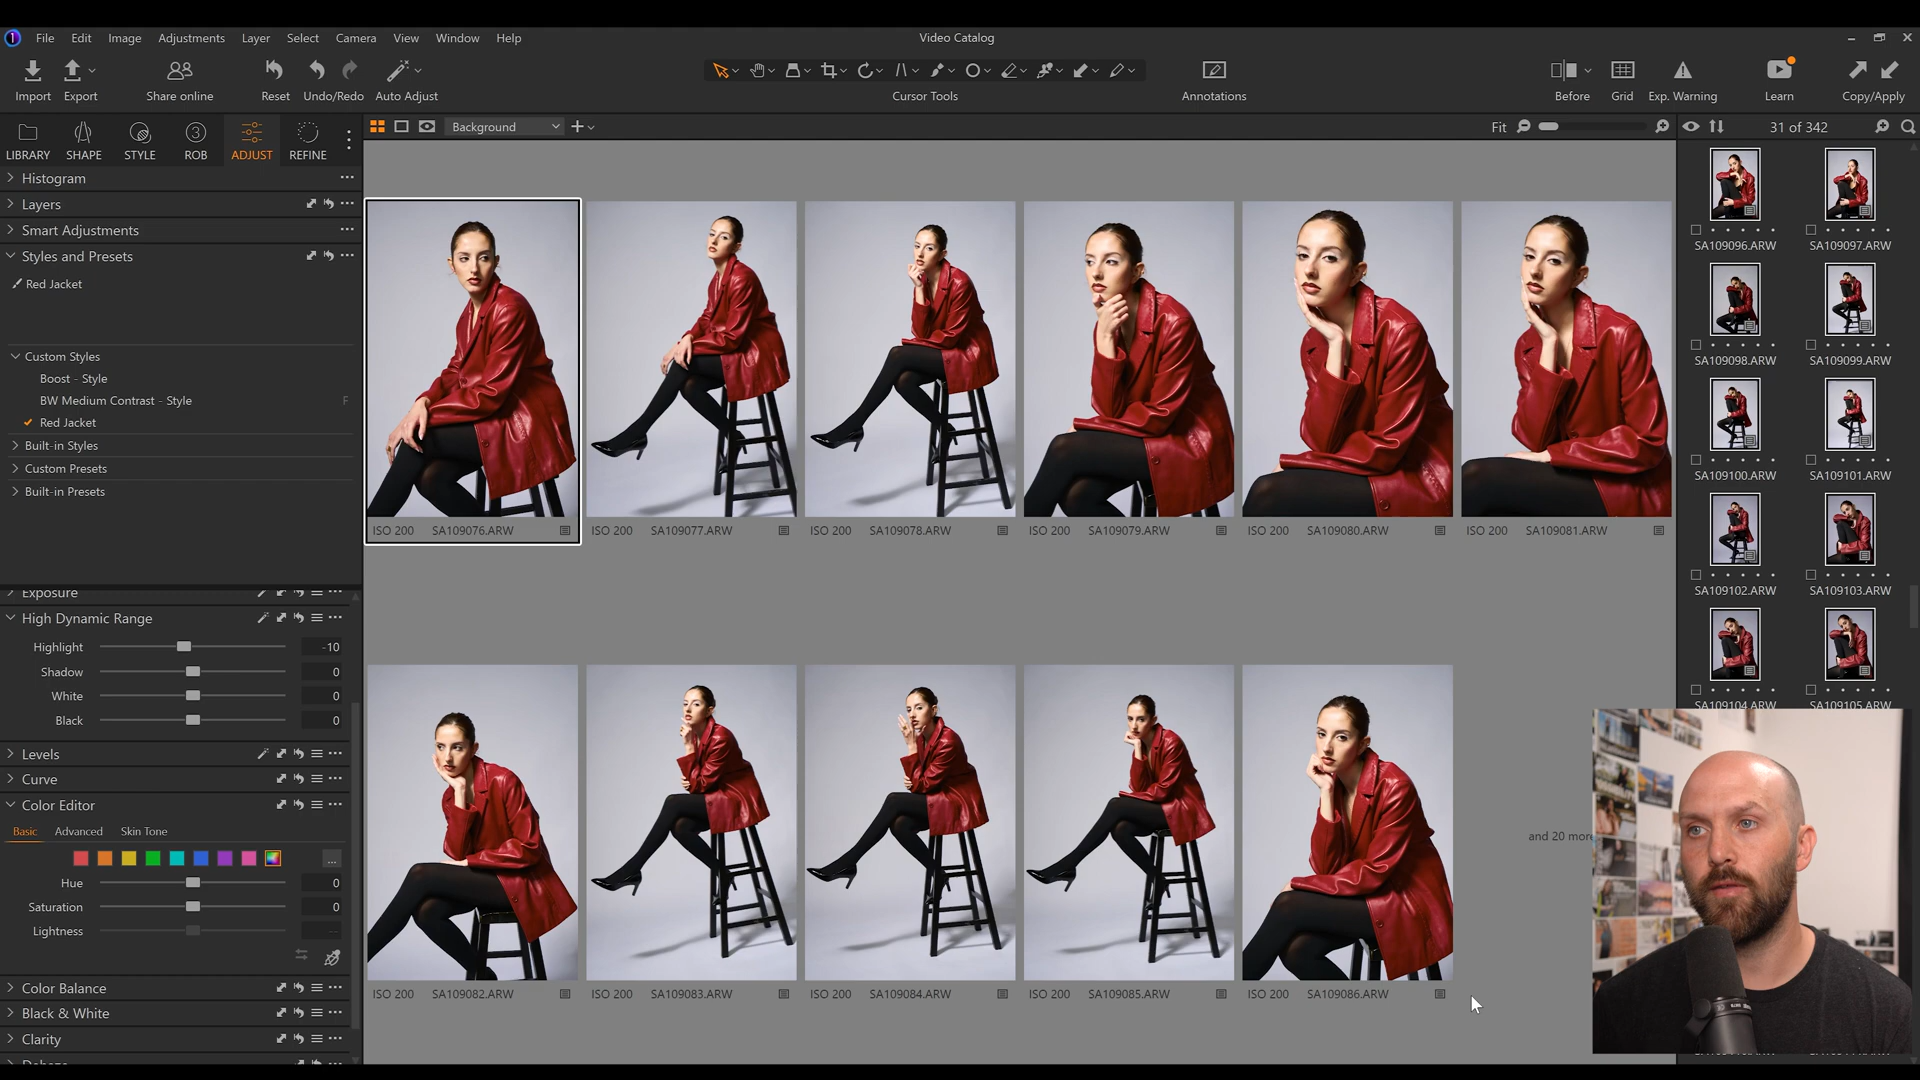 File Edit Image Adjustments Layer Select Camera View Window Help
Video Catalog
Import Export Share online Reset Undo/Redo Auto Adjust
Cursor Tools
Annotations
Before Grid Exp. Warning Learn Copy/Apply
LIBRARY SHAPE STYLE ROB ADJUST REFINE
Background
Fit
31 of 342
Histogram
Layers
Smart Adjustments
Styles and Presets
Red Jacket
Custom Styles
Boost - Style
BW Medium Contrast - Style F
Red Jacket
Built-in Styles
Custom Presets
Built-in Presets
Exposure
High Dynamic Range
Highlight -10
Shadow 0
White 0
Black 0
Levels
Curve
Color Editor
Basic Advanced Skin Tone
Hue 0
Saturation 0
Lightness --
Color Balance
Black & White
Clarity
Dehaze
ISO 200 SA109076.ARW
ISO 200 SA109077.ARW
ISO 200 SA109078.ARW
ISO 200 SA109079.ARW
ISO 200 SA109080.ARW
ISO 200 SA109081.ARW
ISO 200 SA109082.ARW
ISO 200 SA109083.ARW
ISO 200 SA109084.ARW
ISO 200 SA109085.ARW
ISO 200 SA109086.ARW
and 20 more
SA109096.ARW SA109097.ARW
SA109098.ARW SA109099.ARW
SA109100.ARW SA109101.ARW
SA109102.ARW SA109103.ARW
SA109104.ARW SA109105.ARW